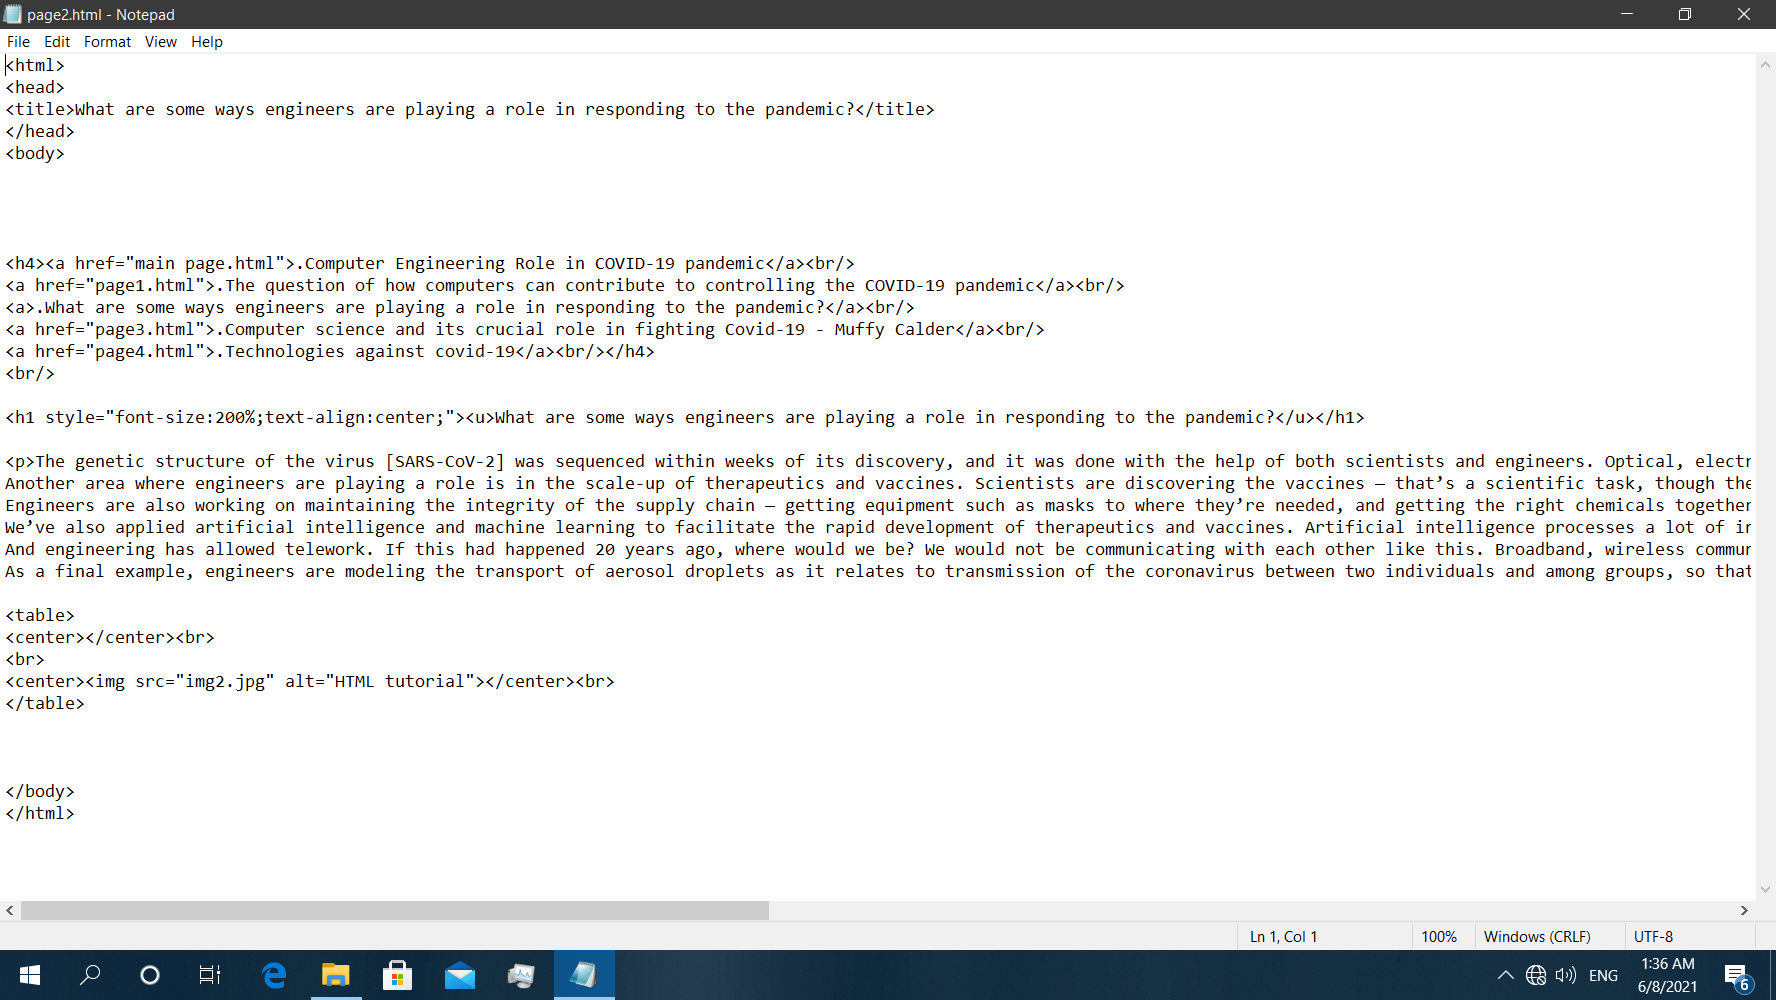 page2.html - Notepad
File Edit Format View Help
<html>
<head>
<title>What are some ways engineers are playing a role in responding to the pandemic?</title>
</head>
<body>
<h4><a href="main page.html">.Computer Engineering Role in COVID-19 pandemic</a><br/>
<a href="page1.html">.The question of how computers can contribute to controlling the COVID-19 pandemic</a><br/>
<a>.What are some ways engineers are playing a role in responding to the pandemic?</a><br/>
<a href="page3.html">.Computer science and its crucial role in fighting Covid-19 - Muffy Calder</a><br/>
<a href="page4.html">.Technologies against covid-19</a><br/></h4>
<br/>
<h1 style="font-size:200%;text-align:center;"><u>What are some ways engineers are playing a role in responding to the pandemic?</u></h1>
<p>The genetic structure of the virus [SARS-CoV-2] was sequenced within weeks of its discovery, and it was done with the help of both scientists and engineers. Optical, electr
Another area where engineers are playing a role is in the scale-up of therapeutics and vaccines. Scientists are discovering the vaccines — that’s a scientific task, though the
Engineers are also working on maintaining the integrity of the supply chain — getting equipment such as masks to where they’re needed, and getting the right chemicals together
We’ve also applied artificial intelligence and machine learning to facilitate the rapid development of therapeutics and vaccines. Artificial intelligence processes a lot of in
And engineering has allowed telework. If this had happened 20 years ago, where would we be? We would not be communicating with each other like this. Broadband, wireless commun
As a final example, engineers are modeling the transport of aerosol droplets as it relates to transmission of the coronavirus between two individuals and among groups, so that
<table>
<center></center><br>
<br>
<center><img src="img2.jpg" alt="HTML tutorial"></center><br>
</table>
</body>
</html>
Ln 1, Col 1 100% Windows (CRLF) UTF-8
ENG
1:36 AM
6/8/2021
6